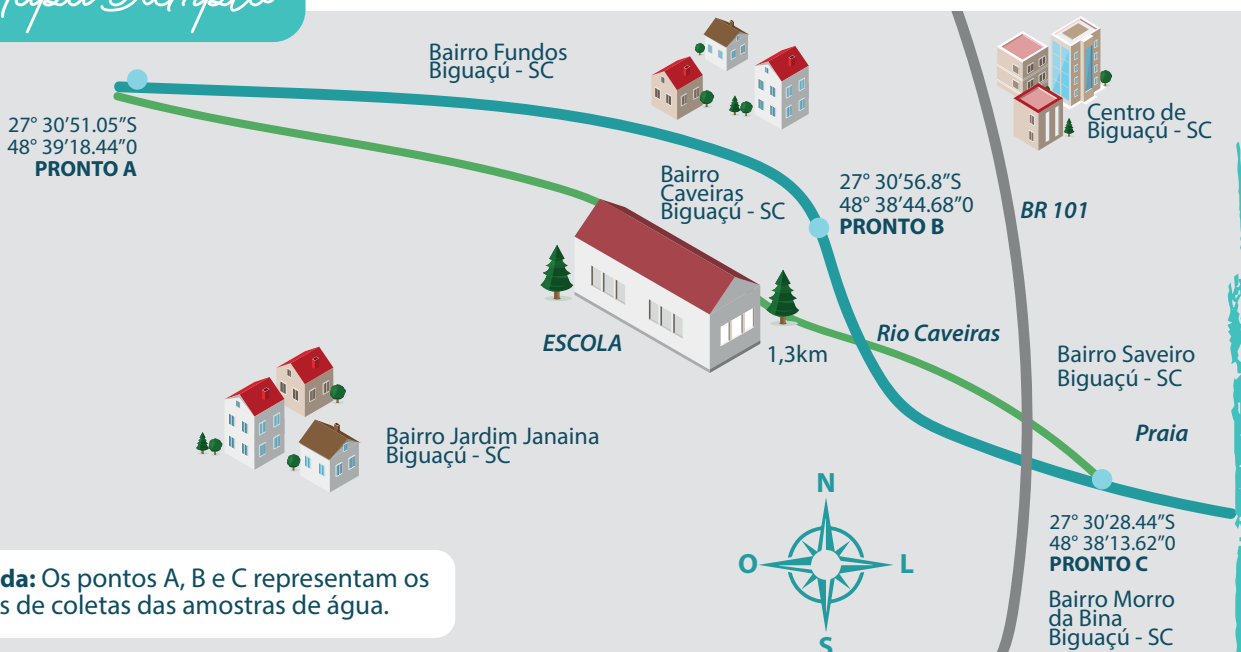 Bairro Fundos
Biguaçú - SC
Centro de
Biguaçú - SC
27° 30’51.05”S
48° 39’18.44”0
PRONTO A
Bairro
Caveiras
Biguaçú - SC
27° 30’56.8”S
48° 38’44.68”0
PRONTO B
BR 101
ESCOLA
1,3km
Rio Caveiras
Bairro Saveiro
Biguaçú - SC
Praia
Bairro Jardim Janaina
Biguaçú - SC
N
O
L
S
27° 30’28.44”S
48° 38’13.62”0
PRONTO C
Bairro Morro
da Bina
Biguaçú - SC
Os pontos A, B e C representam os
de coletas das amostras de água.